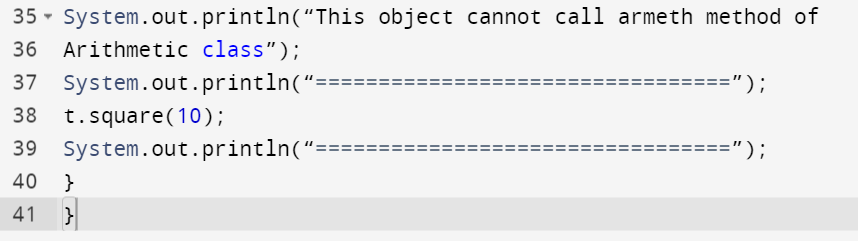 35 System.out.println(“This object cannot call armeth method of
36 Arithmetic class”);
37 System.out.println(“=================================”);
38 t.square(10);
39 System.out.println(“=================================”);
40 }
41 }